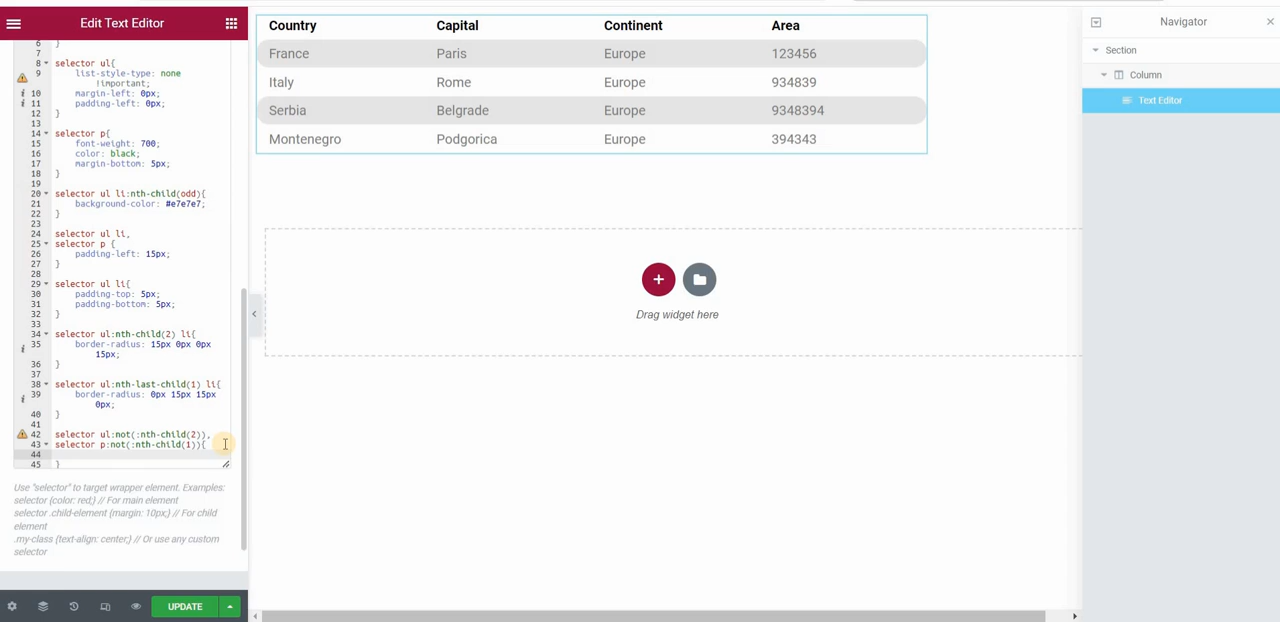 Edit Text Editor
6 }
7
8 selector ul{
9 list-style-type: none
!important;
10 margin-left: 0px;
11 padding-left: 0px;
12 }
13
14 selector p{
15 font-weight: 700;
16 color: black;
17 margin-bottom: 5px;
18 }
19
20 selector ul li:nth-child(odd){
21 background-color: #e7e7e7;
22 }
23
24 selector ul li,
25 selector p {
26 padding-left: 15px;
27 }
28
29 selector ul li{
30 padding-top: 5px;
31 padding-bottom: 5px;
32 }
33
34 selector ul:nth-child(2) li{
35 border-radius: 15px 0px 0px
15px;
36 }
37
38 selector ul:nth-last-child(1) li{
39 border-radius: 0px 15px 15px
0px;
40 }
41
42 selector ul:not(:nth-child(2)),
43 selector p:not(:nth-child(1)){
44
45 }
Use "selector" to target wrapper element. Examples:
selector {color: red;} // For main element
selector .child-element {margin: 10px;} // For child
element
.my-class {text-align: center;} // Or use any custom
selector
UPDATE
Country Capital Continent Area
France Paris Europe 123456
Italy Rome Europe 934839
Serbia Belgrade Europe 9348394
Montenegro Podgorica Europe 394343
Drag widget here
Navigator
Section
Column
Text Editor